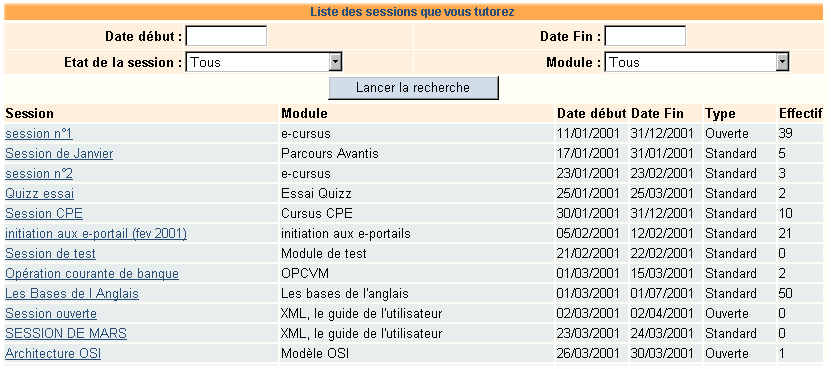 Liste des sessions que vous tutorez
Date début : Date Fin :
Etat de la session : Tous Module : Tous
Lancer la recherche
Session Module Date début Date Fin Type Effectif
session n°1 e-cursus 11/01/2001 31/12/2001 Ouverte 39
Session de Janvier Parcours Avantis 17/01/2001 31/01/2001 Standard 5
session n°2 e-cursus 23/01/2001 23/02/2001 Standard 3
Quizz essai Essai Quizz 25/01/2001 25/03/2001 Standard 2
Session CPE Cursus CPE 30/01/2001 31/12/2001 Standard 10
initiation aux e-portail (fev 2001) initiation aux e-portails 05/02/2001 12/02/2001 Standard 21
Session de test Module de test 21/02/2001 22/02/2001 Standard 0
Opération courante de banque OPCVM 01/03/2001 15/03/2001 Standard 2
Les Bases de l Anglais Les bases de l'anglais 01/03/2001 01/07/2001 Standard 50
Session ouverte XML, le guide de l'utilisateur 02/03/2001 02/04/2001 Ouverte 0
SESSION DE MARS XML, le guide de l'utilisateur 23/03/2001 24/03/2001 Standard 0
Architecture OSI Modèle OSI 26/03/2001 30/03/2001 Ouverte 1